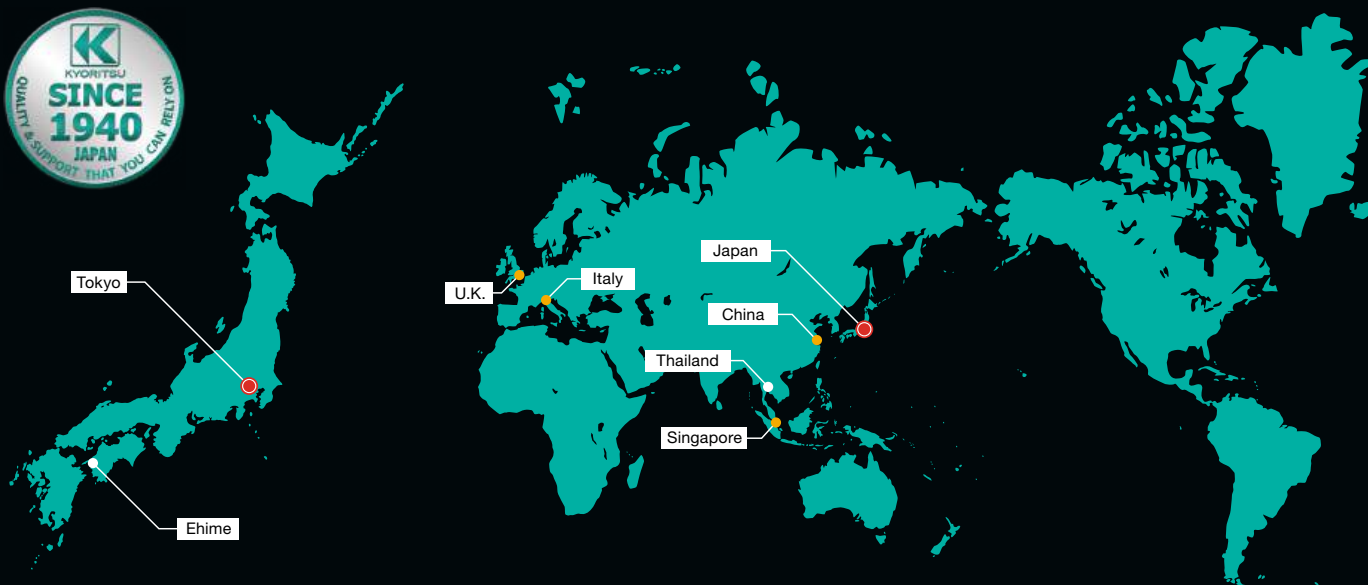 KYORITSU
SINCE
1940
JAPAN
QUALITY & SUPPORT THAT YOU CAN RELY ON
Tokyo
Ehime
U.K.
Italy
Japan
China
Thailand
Singapore